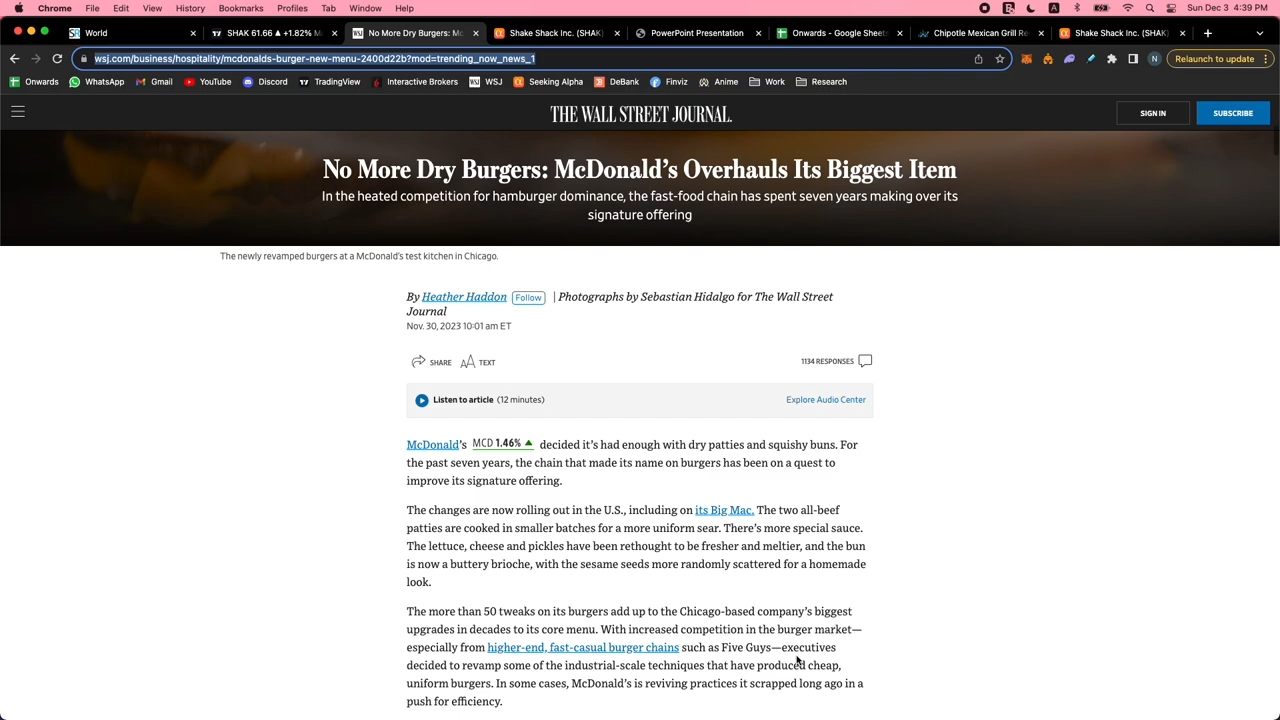 Chrome File Edit View History Bookmarks Profiles Tab Window Help Sun Dec 3 4:39 PM
World SHAK 61.66 ▲ +1.82% M No More Dry Burgers: Mc Shake Shack Inc. (SHAK) PowerPoint Presentation Onwards - Google Sheets Chipotle Mexican Grill Re Shake Shack Inc. (SHAK)
wsj.com/business/hospitality/mcdonalds-burger-new-menu-2400d22b?mod=trending_now_news_1 N Relaunch to update
Onwards WhatsApp Gmail YouTube Discord TradingView Interactive Brokers WSJ Seeking Alpha DeBank Finviz Anime Work Research
THE WALL STREET JOURNAL. SIGN IN SUBSCRIBE
No More Dry Burgers: McDonald's Overhauls Its Biggest Item
In the heated competition for hamburger dominance, the fast-food chain has spent seven years making over its
signature offering
The newly revamped burgers at a McDonald's test kitchen in Chicago.
By Heather Haddon Follow | Photographs by Sebastian Hidalgo for The Wall Street
Journal
Nov. 30, 2023 10:01 am ET
SHARE AA TEXT 1134 RESPONSES
Listen to article (12 minutes) Explore Audio Center
McDonald's MCD 1.46% ▲ decided it's had enough with dry patties and squishy buns. For
the past seven years, the chain that made its name on burgers has been on a quest to
improve its signature offering.
The changes are now rolling out in the U.S., including on its Big Mac. The two all-beef
patties are cooked in smaller batches for a more uniform sear. There's more special sauce.
The lettuce, cheese and pickles have been rethought to be fresher and meltier, and the bun
is now a buttery brioche, with the sesame seeds more randomly scattered for a homemade
look.
The more than 50 tweaks on its burgers add up to the Chicago-based company's biggest
upgrades in decades to its core menu. With increased competition in the burger market—
especially from higher-end, fast-casual burger chains such as Five Guys—executives
decided to revamp some of the industrial-scale techniques that have produced cheap,
uniform burgers. In some cases, McDonald's is reviving practices it scrapped long ago in a
push for efficiency.